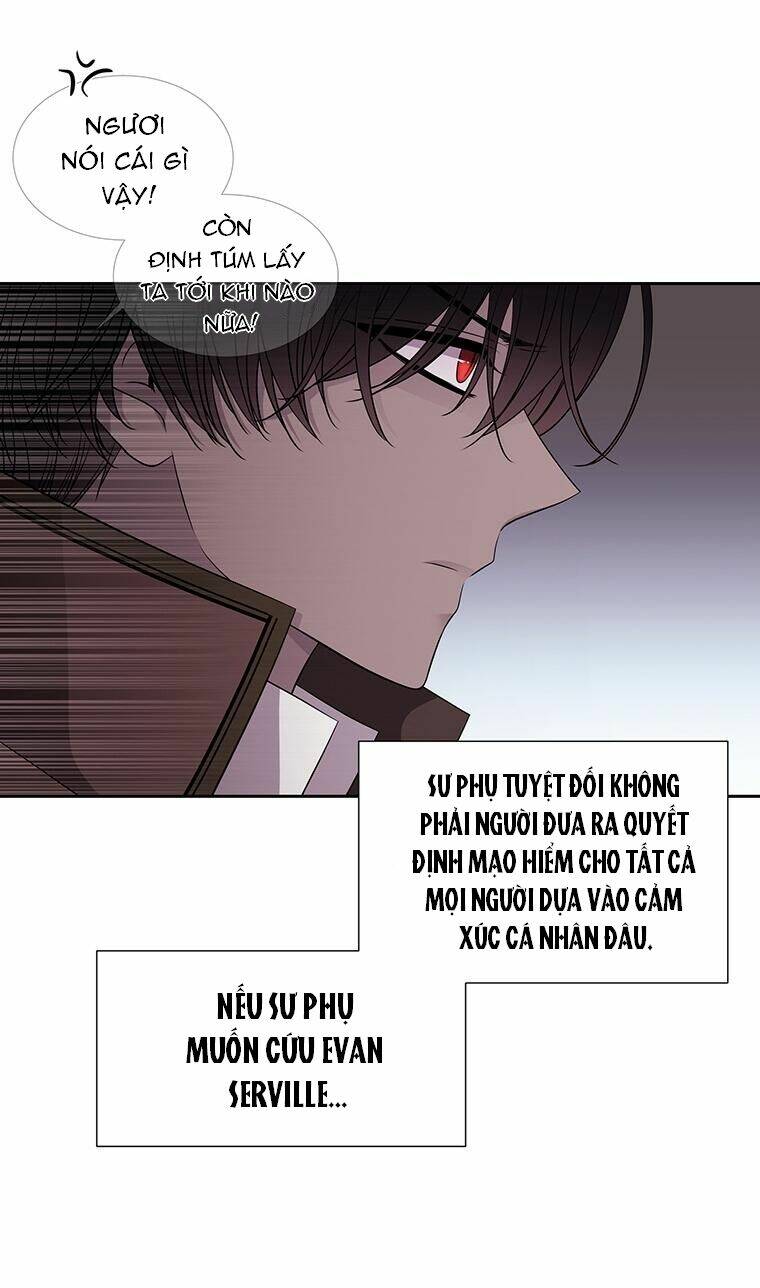 NGƯƠI
NÓI CÁI GÌ
VẬY!
CÒN
ĐỊNH TÚM LẤY
TA TỚI KHI NÀO
NỮA!
SƯ PHỤ TUYỆT ĐỐI KHÔNG
PHẢI NGƯỜI ĐƯA RA QUYẾT
ĐỊNH MẠO HIỂM CHO TẤT CẢ
MỌI NGƯỜI DỰA VÀO CẢM
XÚC CÁ NHÂN ĐÂU.
NẾU SƯ PHỤ
MUỐN CỨU EVAN
SERVILLE...